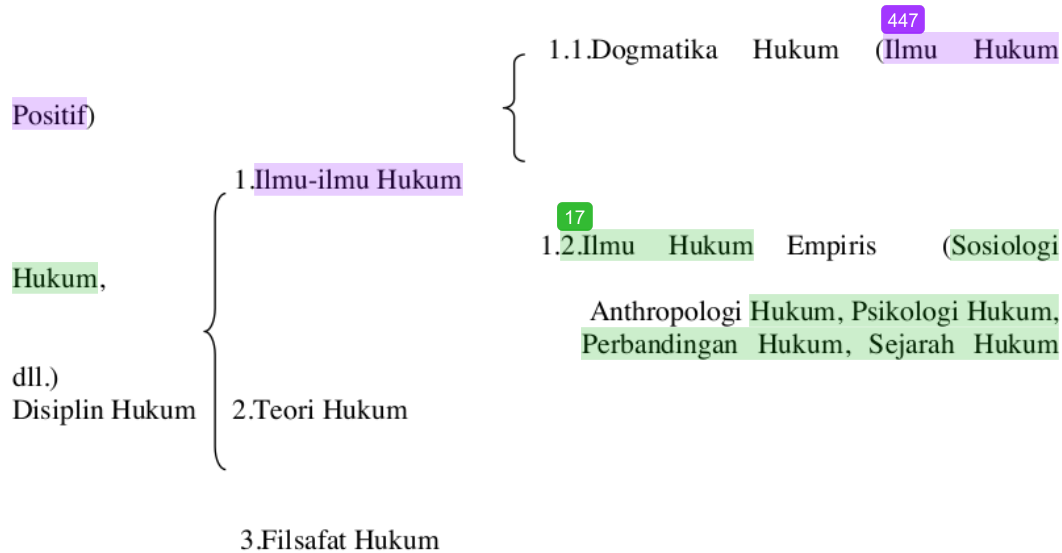 447
1.1.Dogmatika Hukum (Ilmu Hukum
Positif)
1.Ilmu-ilmu Hukum
17
1.2.Ilmu Hukum Empiris (Sosiologi
Hukum,
Anthropologi Hukum, Psikologi Hukum,
Perbandingan Hukum, Sejarah Hukum
dll.)
Disiplin Hukum 2.Teori Hukum
3.Filsafat Hukum